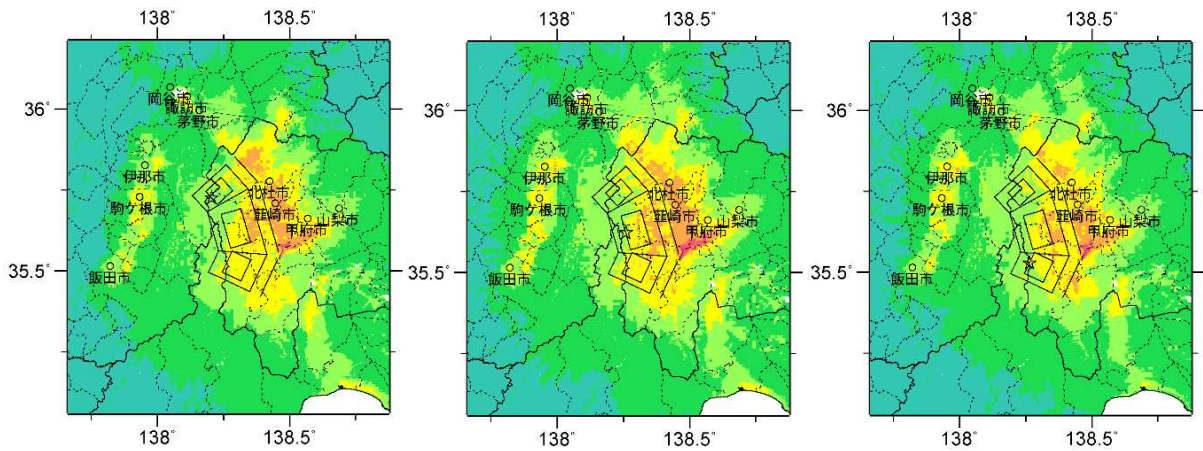 138° 138.5° 138° 138.5° 138° 138.5°
36° 36° 36°
岡谷市 岡谷市 岡谷市
諏訪市 諏訪市 諏訪市
茅野市 茅野市 茅野市
伊那市 伊那市 伊那市
北杜市 北杜市 北杜市
駒ケ根市 駒ケ根市 駒ケ根市
韮崎市 韮崎市 韮崎市
山梨市 山梨市 山梨市
甲府市 甲府市 甲府市
35.5° 35.5° 35.5°
飯田市 飯田市 飯田市
138° 138.5° 138° 138.5° 138° 138.5°